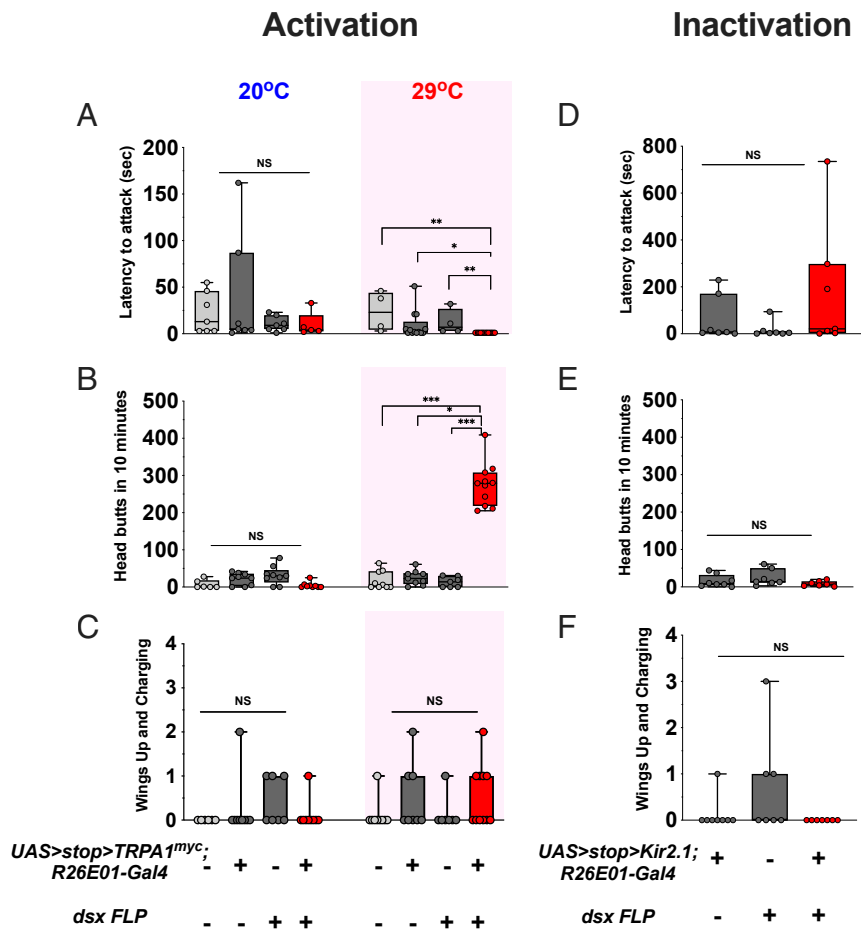 Activation
Inactivation
20°C
29°C
A
Latency to attack (sec)
200
150
100
50
0
NS
**
*
**
D
Latency to attack (sec)
800
600
400
200
0
NS
B
Head butts in 10 minutes
500
400
300
200
100
0
NS
***
*
***
E
Head butts in 10 minutes
500
400
300
200
100
0
NS
C
Wings Up and Charging
4
3
2
1
0
NS
NS
F
Wings Up and Charging
4
3
2
1
0
NS
UAS>stop>TRPA1^myc;
R26E01-Gal4
- + - + - + - +
dsx FLP
- - + + - - + +
UAS>stop>Kir2.1;
R26E01-Gal4
+ - +
dsx FLP
- + +